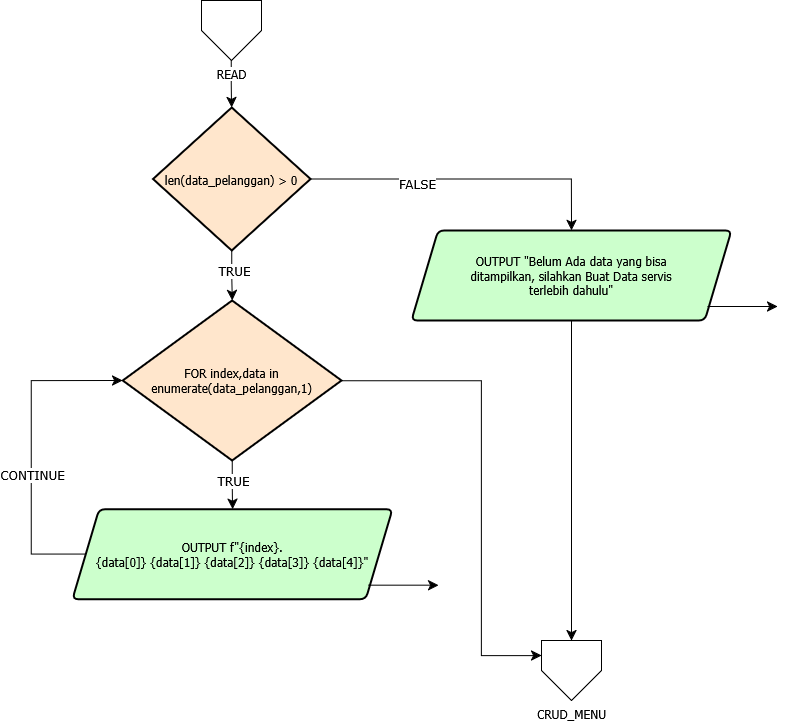 READ
len(data_pelanggan) > 0
FALSE
OUTPUT "Belum Ada data yang bisa
ditampilkan, silahkan Buat Data servis
terlebih dahulu"
TRUE
FOR index,data in
enumerate(data_pelanggan,1)
CONTINUE
TRUE
OUTPUT f"{index}.
{data[0]} {data[1]} {data[2]} {data[3]} {data[4]}"
CRUD_MENU